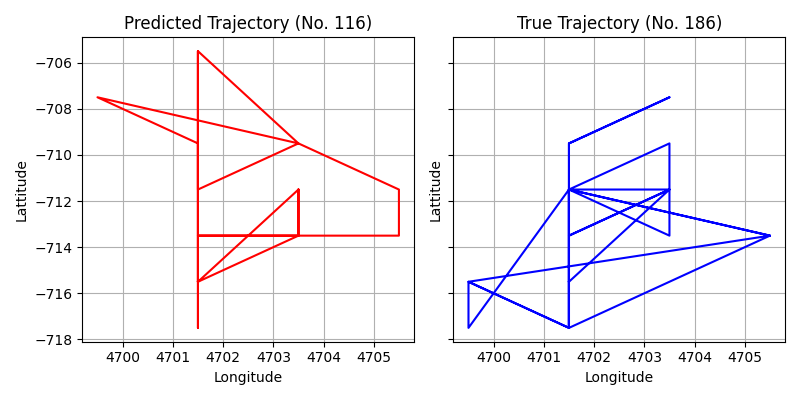 Predicted Trajectory (No. 116)
True Trajectory (No. 186)
−706
−708
−710
−712
−714
−716
−718
Lattitude
Lattitude
4700 4701 4702 4703 4704 4705
4700 4701 4702 4703 4704 4705
Longitude
Longitude